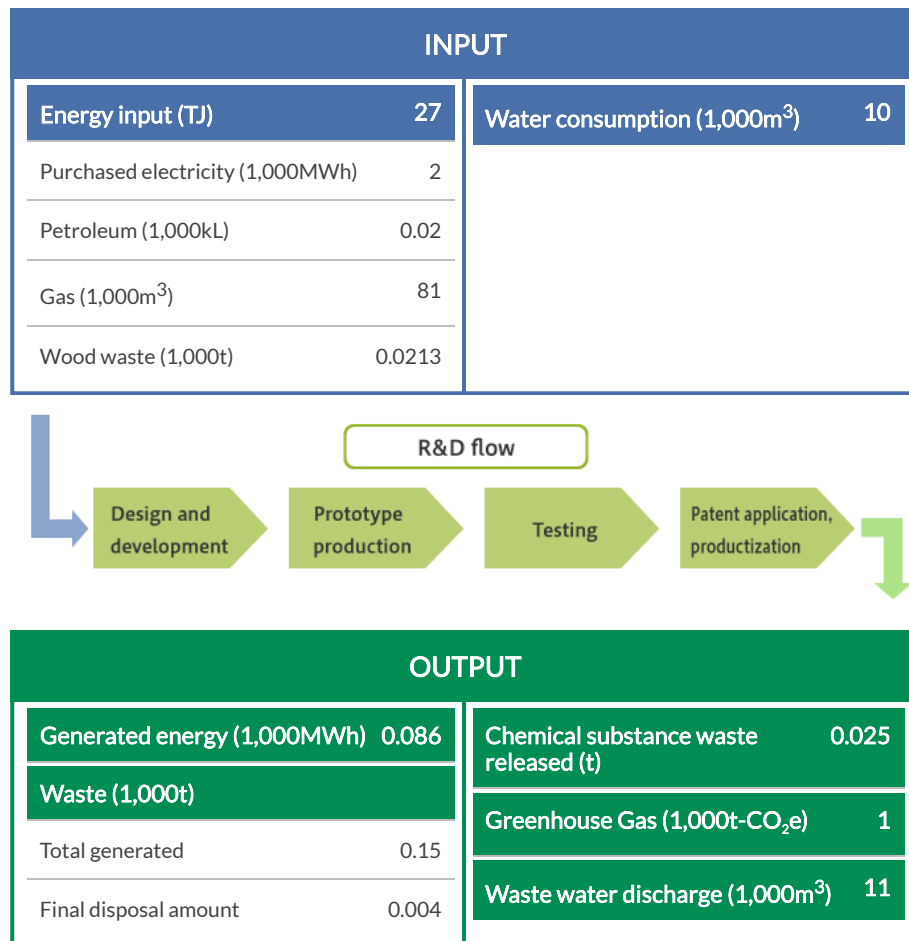 INPUT
Energy input (TJ) 27
Purchased electricity (1,000MWh) 2
Petroleum (1,000kL) 0.02
Gas (1,000m³) 81
Wood waste (1,000t) 0.0213
Water consumption (1,000m³) 10
R&D flow
Design and
development
Prototype
production
Testing
Patent application,
productization
OUTPUT
Generated energy (1,000MWh) 0.086
Waste (1,000t)
Total generated 0.15
Final disposal amount 0.004
Chemical substance waste 0.025
released (t)
Greenhouse Gas (1,000t-CO₂e) 1
Waste water discharge (1,000m³) 11